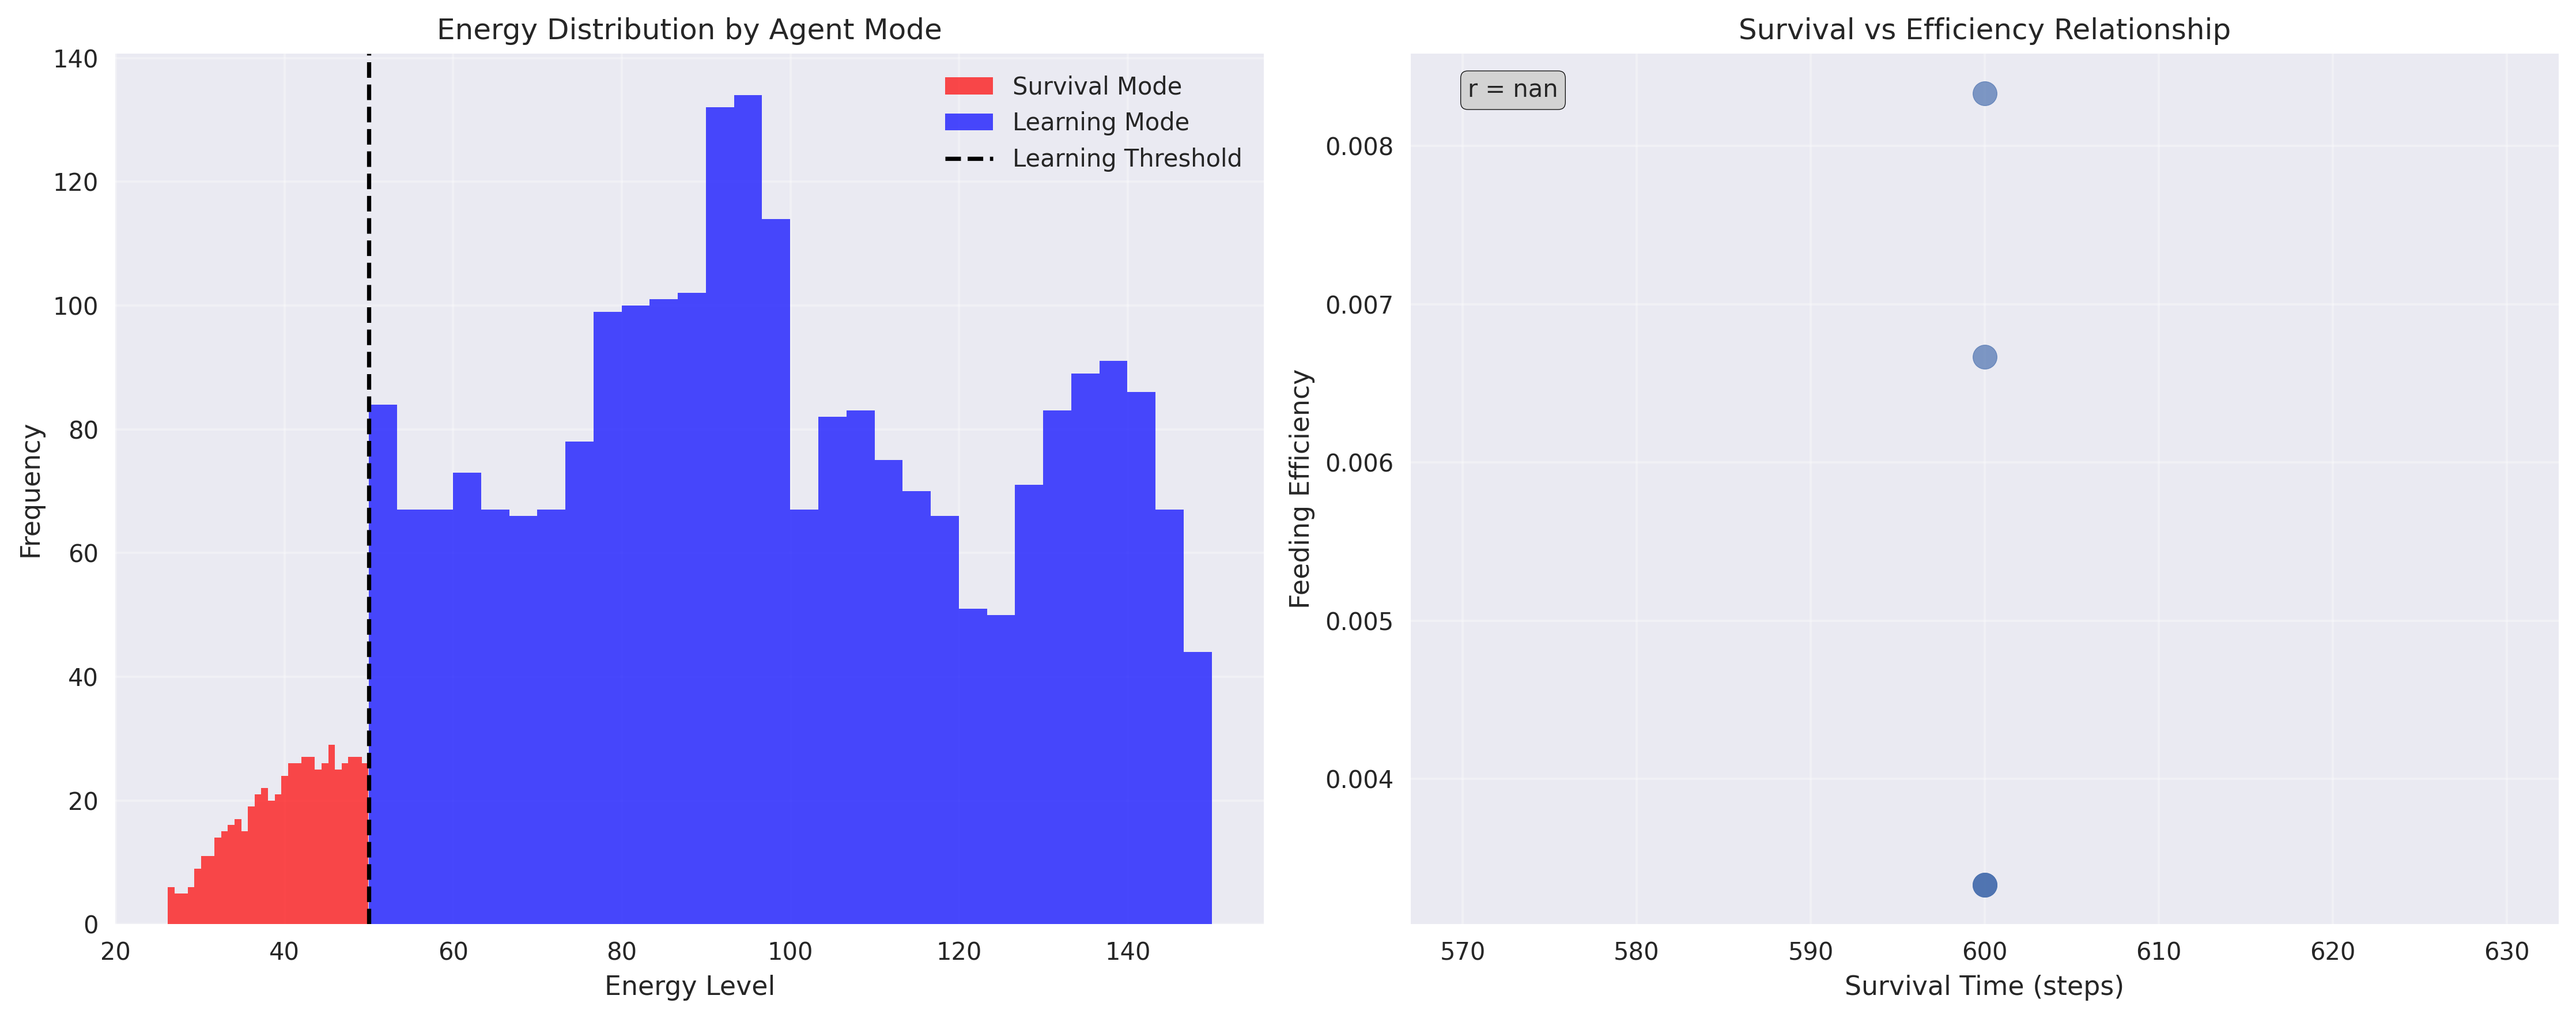 Energy Distribution by Agent Mode
140
120
100
80
60
40
20
0
Frequency
Survival Mode
Learning Mode
Learning Threshold
20 40 60 80 100 120 140
Energy Level
Survival vs Efficiency Relationship
r = nan
0.008
0.007
0.006
0.005
0.004
Feeding Efficiency
570 580 590 600 610 620 630
Survival Time (steps)